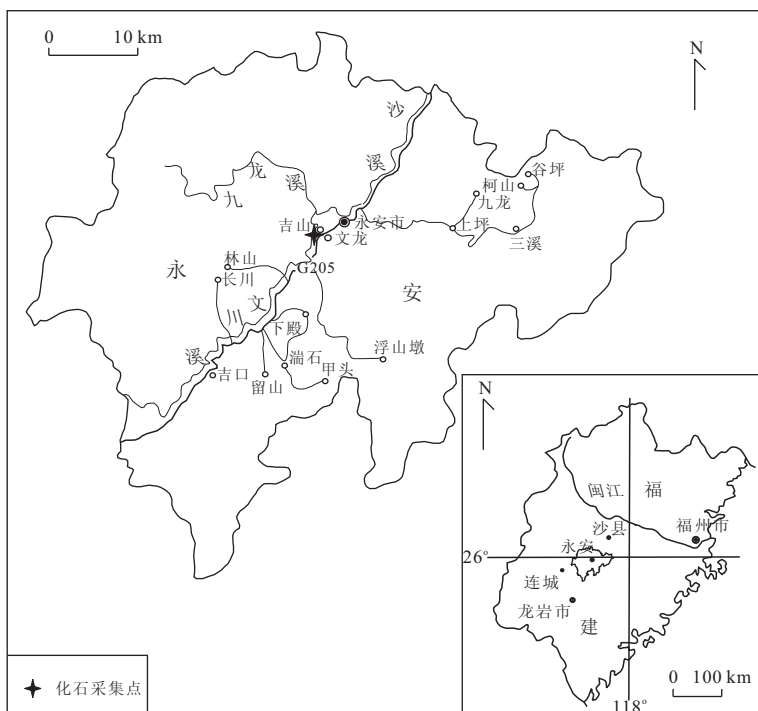 0 10 km
N
沙溪
九龙溪
谷坪
柯山
九龙
吉山
永安市
上坪
文龙
三溪
林山
G205
永安
长川
文川溪
下殿
浮山墩
湍石
吉口
留山
甲头
N
闽江
福建
沙县
福州市
永安
26°
连城
龙岩市
0 100 km
118°
化石采集点